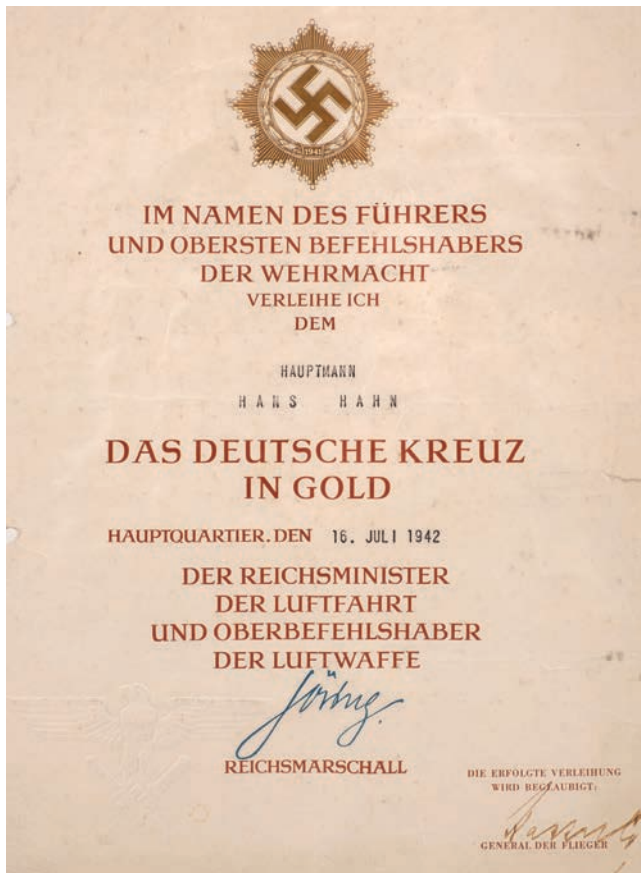 1941
IM NAMEN DES FÜHRERS
UND OBERSTEN BEFEHLSHABERS
DER WEHRMACHT
VERLEIHE ICH
DEM
HAUPTMANN
HANS HAHN
DAS DEUTSCHE KREUZ
IN GOLD
HAUPTQUARTIER. DEN 16. JULI 1942
DER REICHSMINISTER
DER LUFTFAHRT
UND OBERBEFEHLSHABER
DER LUFTWAFFE
Göring.
REICHSMARSCHALL
DIE ERFOLGTE VERLEIHUNG
WIRD BEGLAUBIGT:
GENERAL DER FLIEGER